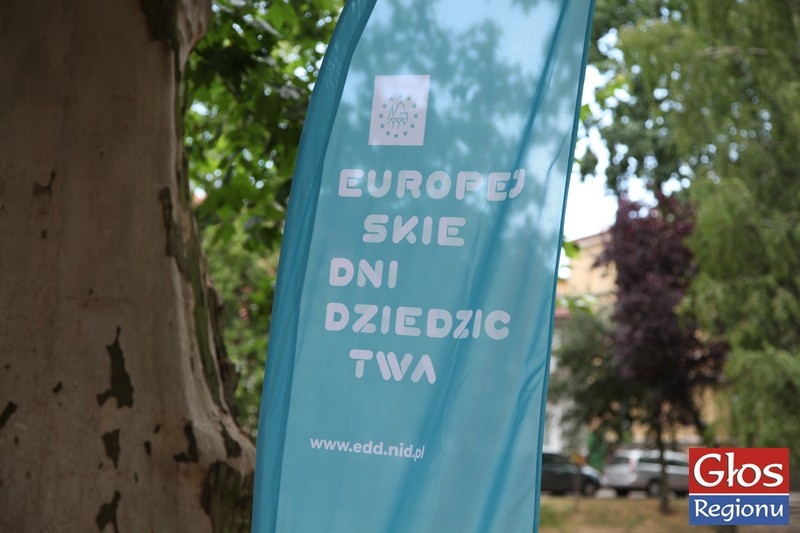 EUROPEJ
SKIE
DNI
DZIEDZIC
TWA
www.edd.nid.pl
Głos
Regionu